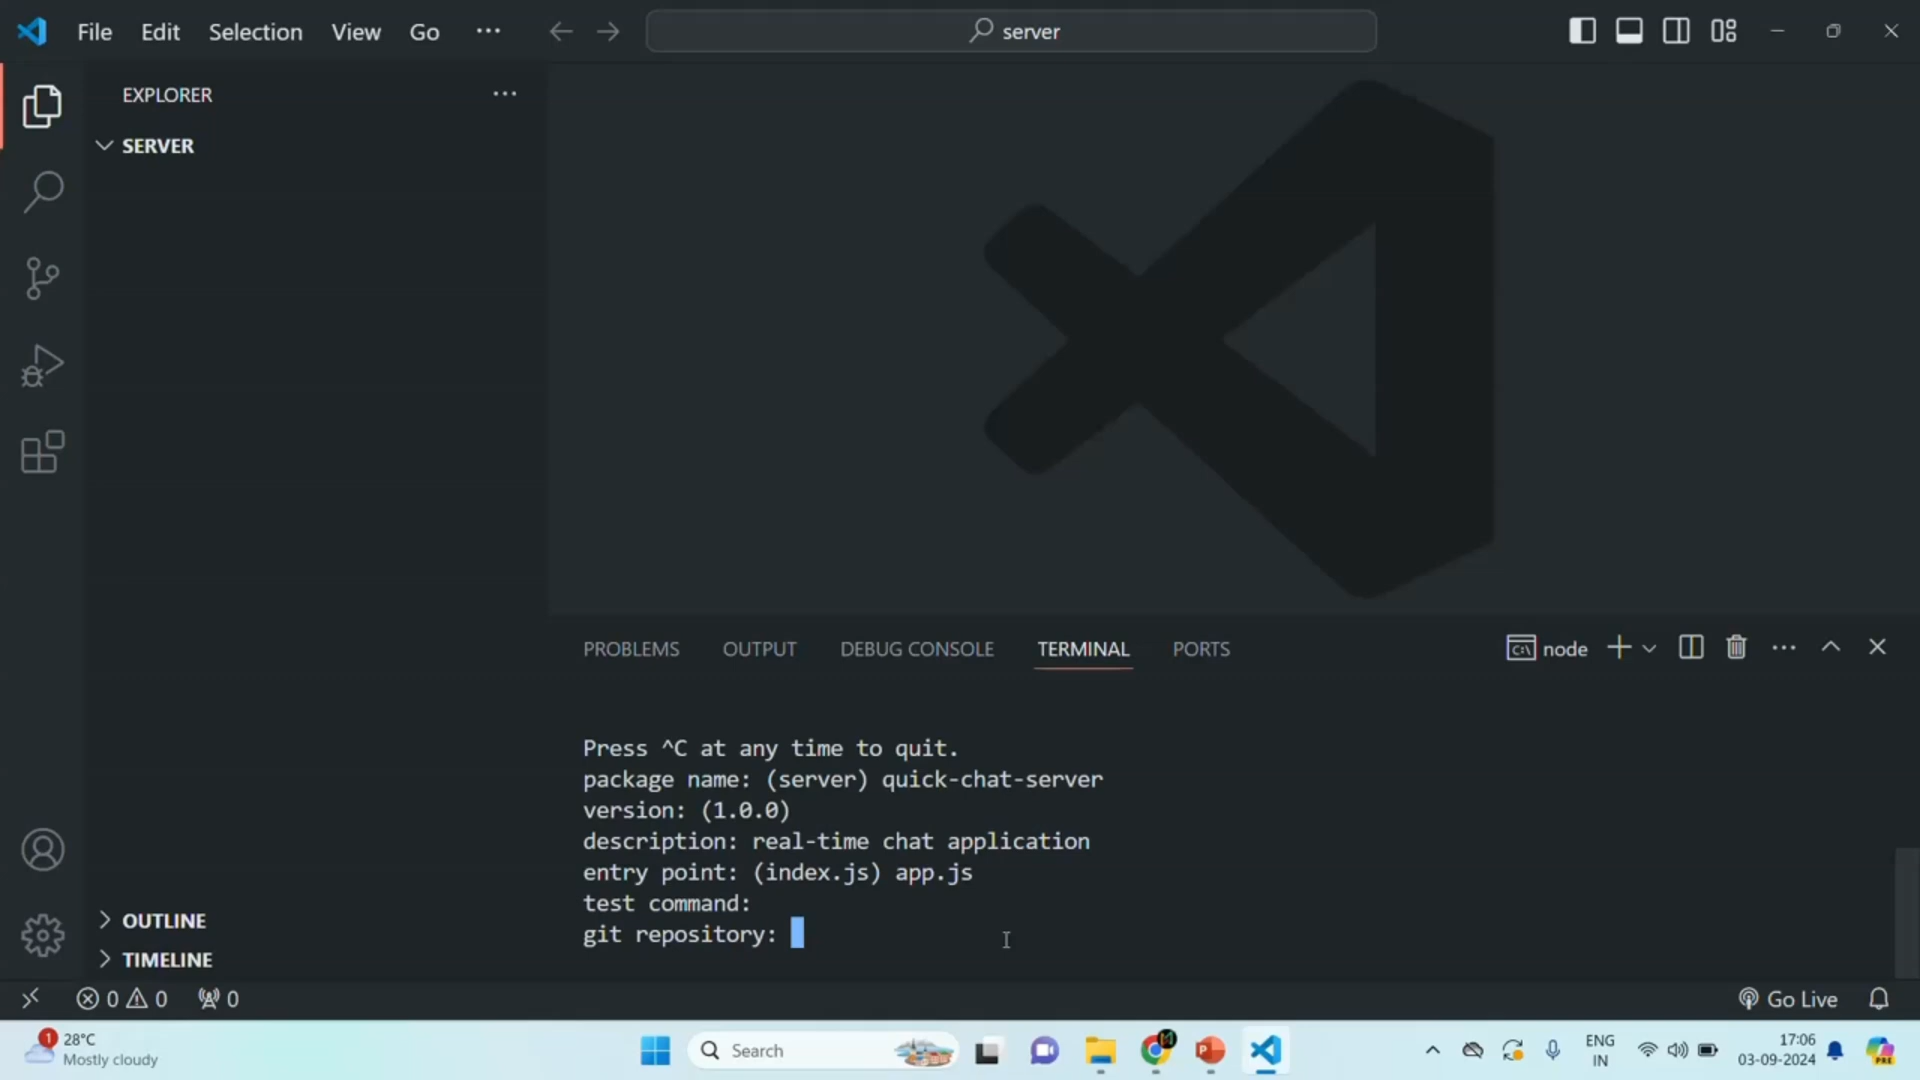 File Edit Selection View Go ··· server
EXPLORER ···
SERVER
PROBLEMS OUTPUT DEBUG CONSOLE TERMINAL PORTS node ···
Press ^C at any time to quit.
package name: (server) quick-chat-server
version: (1.0.0)
description: real-time chat application
entry point: (index.js) app.js
test command:
git repository:
OUTLINE
TIMELINE
0 0 0 Go Live
1 28°C
Mostly cloudy
Search
PRE
ENG
IN
17:06
03-09-2024